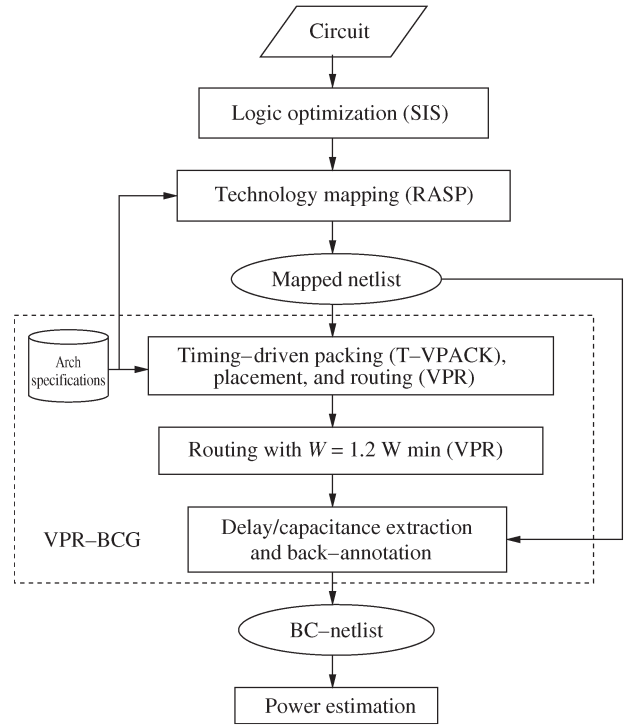 Circuit
Logic optimization (SIS)
Technology mapping (RASP)
Mapped netlist
Arch
specifications
Timing–driven packing (T–VPACK),
placement, and routing (VPR)
Routing with W = 1.2 W min (VPR)
Delay/capacitance extraction
and back–annotation
VPR–BCG
BC–netlist
Power estimation